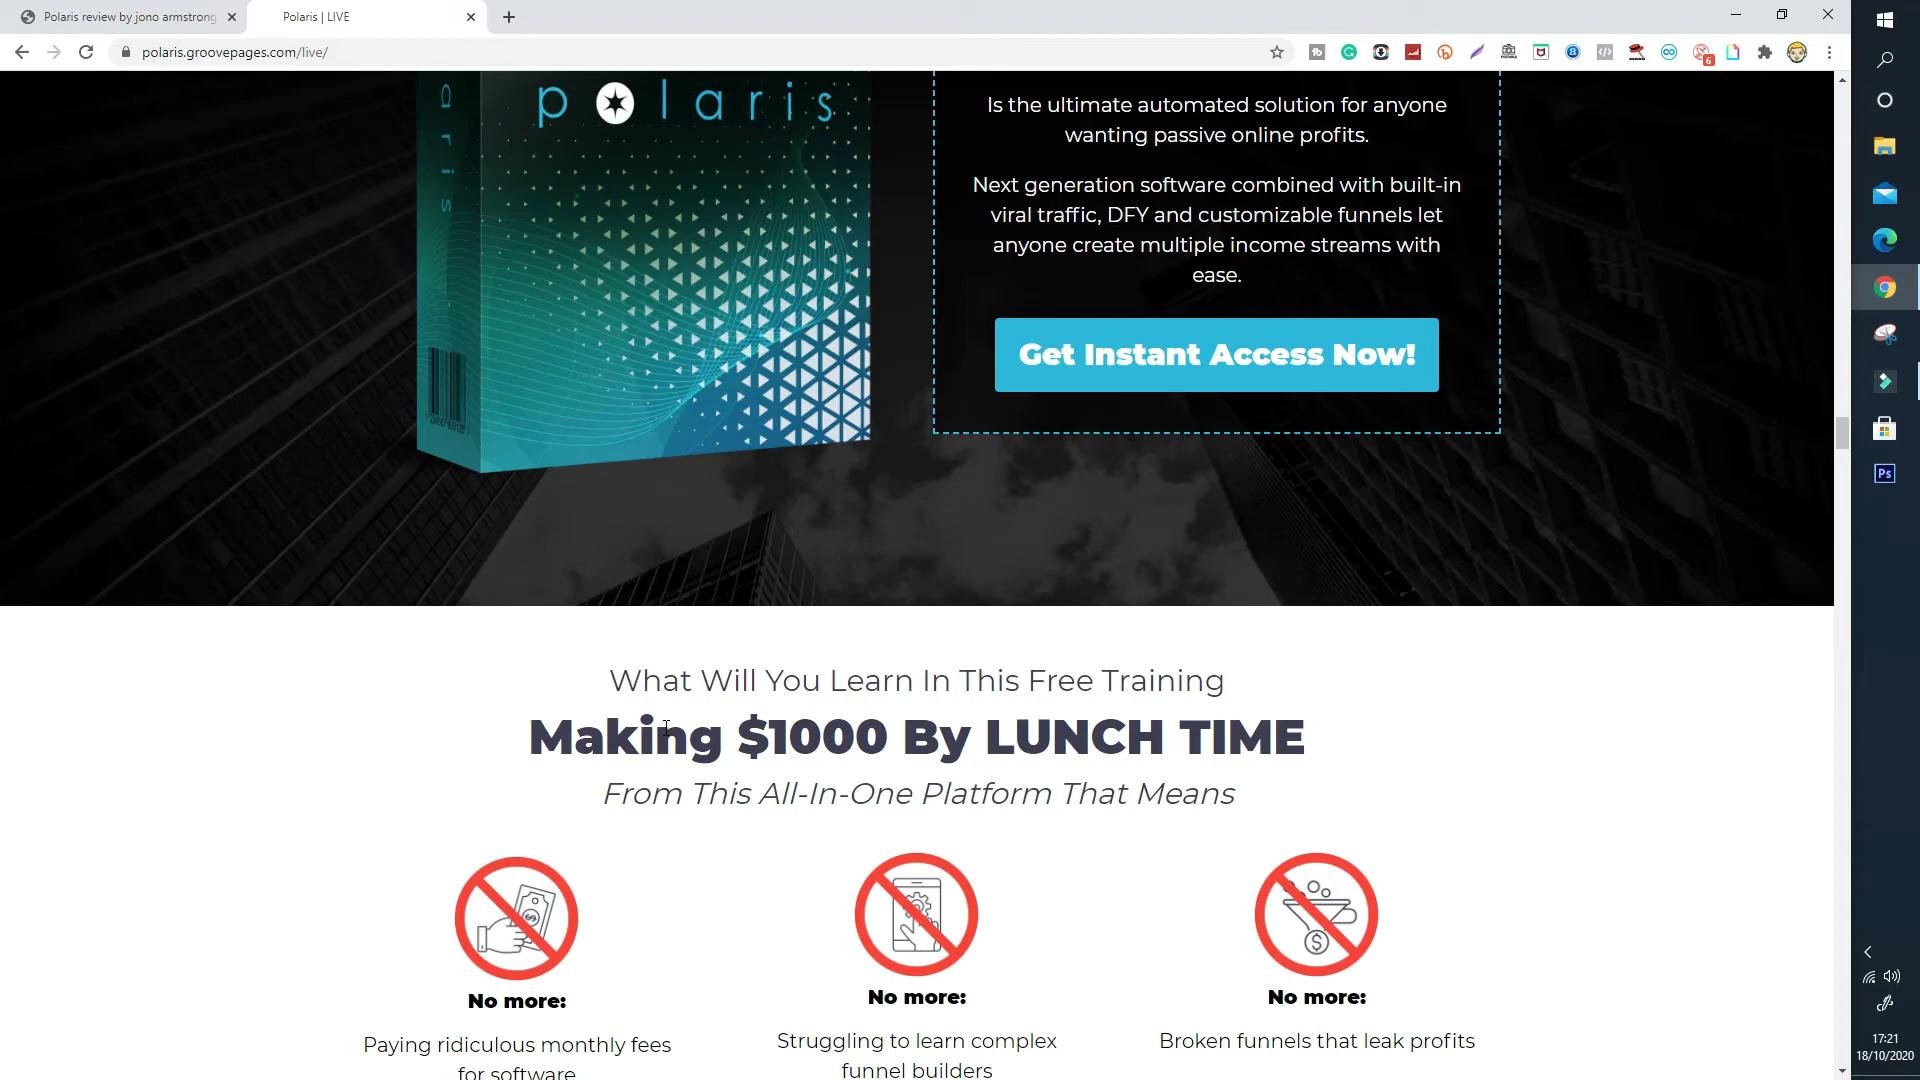 Polaris review by jono armstrong
Polaris | LIVE
polaris.groovepages.com/live/
6
polaris
aris
Is the ultimate automated solution for anyone
wanting passive online profits.
Next generation software combined with built-in
viral traffic, DFY and customizable funnels let
anyone create multiple income streams with
ease.
Get Instant Access Now!
What Will You Learn In This Free Training
Making $1000 By LUNCH TIME
From This All-In-One Platform That Means
No more:
Paying ridiculous monthly fees
for software
No more:
Struggling to learn complex
funnel builders
No more:
Broken funnels that leak profits
Ps
17:21
18/10/2020